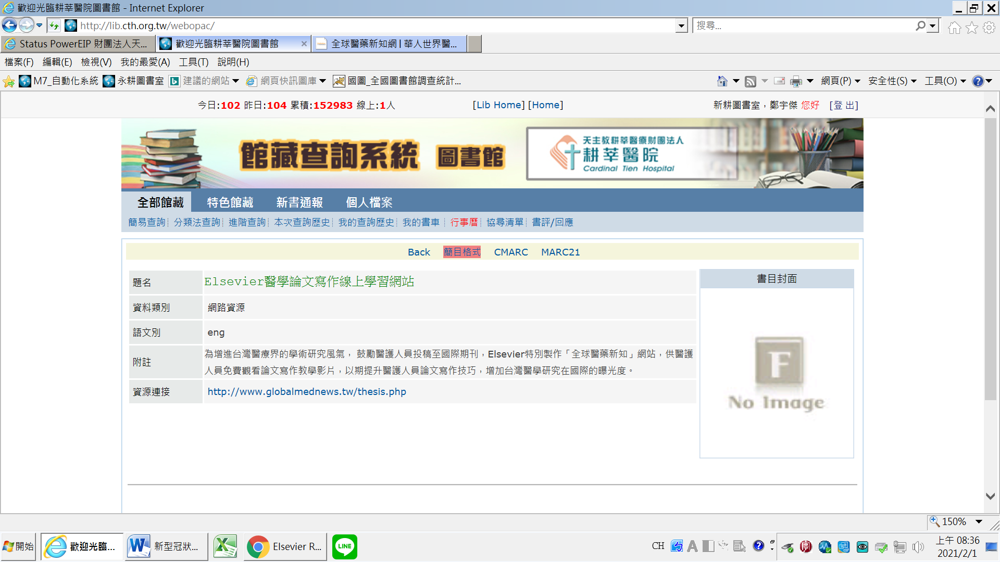 歡迎光臨耕莘醫院圖書館 - Internet Explorer
http://lib.cth.org.tw/webopac/
搜尋...
Status PowerEIP 財團法人天...
歡迎光臨耕莘醫院圖書館
全球醫藥新知網 | 華人世界醫...
檔案(F) 編輯(E) 檢視(V) 我的最愛(A) 工具(T) 說明(H)
M7_自動化系統 永耕圖書室 建議的網站 網頁快訊圖庫 國圖_全國圖書館調查統計... 網頁(P) 安全性(S) 工具(O)
今日:102 昨日:104 累積:152983 線上:1人 [Lib Home] [Home] 新耕圖書室，鄭宇傑 您好 [登 出]
館藏查詢系統 圖書館
天主教耕莘醫療財團法人
耕莘醫院
Cardinal Tien Hospital
全部館藏 特色館藏 新書通報 個人檔案
簡易查詢 分類法查詢 進階查詢 本次查詢歷史 我的查詢歷史 我的書車 行事曆 協尋清單 書評/回應
Back 簡目格式 CMARC MARC21
題名 Elsevier醫學論文寫作線上學習網站
書目封面
資料類別 網路資源
語文別 eng
附註 為增進台灣醫療界的學術研究風氣， 鼓勵醫護人員投稿至國際期刊，Elsevier特別製作「全球醫藥新知」網站，供醫護
人員免費觀看論文寫作教學影片，以期提升醫護人員論文寫作技巧，增加台灣醫學研究在國際的曝光度。
資源連接 http://www.globalmednews.tw/thesis.php
F
No Image
150%
開始 歡迎光臨... 新型冠狀... Elsevier R... LINE CH
上午 08:36
2021/2/1